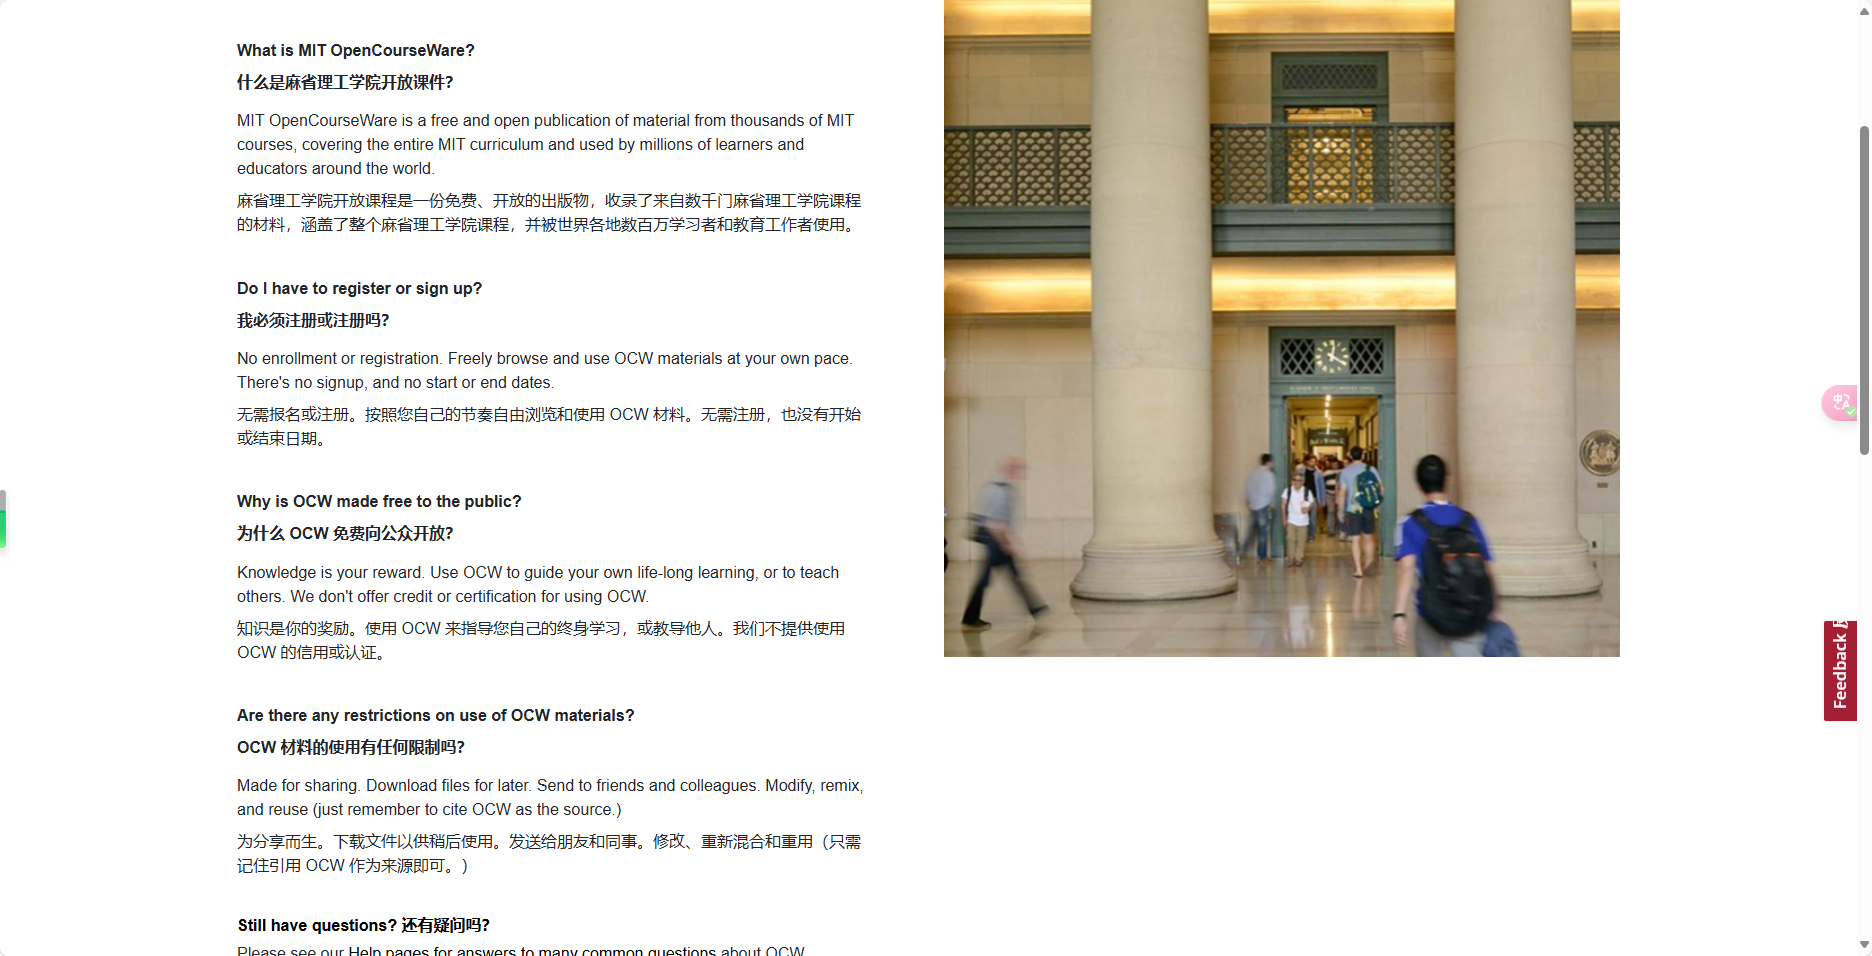 What is MIT OpenCourseWare?
什么是麻省理工学院开放课件?
MIT OpenCourseWare is a free and open publication of material from thousands of MIT
courses, covering the entire MIT curriculum and used by millions of learners and
educators around the world.
麻省理工学院开放课程是一份免费、开放的出版物，收录了来自数千门麻省理工学院课程
的材料，涵盖了整个麻省理工学院课程，并被世界各地数百万学习者和教育工作者使用。
Do I have to register or sign up?
我必须注册或注册吗?
No enrollment or registration. Freely browse and use OCW materials at your own pace.
There's no signup, and no start or end dates.
无需报名或注册。按照您自己的节奏自由浏览和使用 OCW 材料。无需注册，也没有开始
或结束日期。
Why is OCW made free to the public?
为什么 OCW 免费向公众开放?
Knowledge is your reward. Use OCW to guide your own life-long learning, or to teach
others. We don't offer credit or certification for using OCW.
知识是你的奖励。使用 OCW 来指导您自己的终身学习，或教导他人。我们不提供使用
OCW 的信用或认证。
Are there any restrictions on use of OCW materials?
OCW 材料的使用有任何限制吗?
Made for sharing. Download files for later. Send to friends and colleagues. Modify, remix,
and reuse (just remember to cite OCW as the source.)
为分享而生。下载文件以供稍后使用。发送给朋友和同事。修改、重新混合和重用（只需
记住引用 OCW 作为来源即可。）
Still have questions? 还有疑问吗?
Please see our Help pages for answers to many common questions about OCW.
Feedback